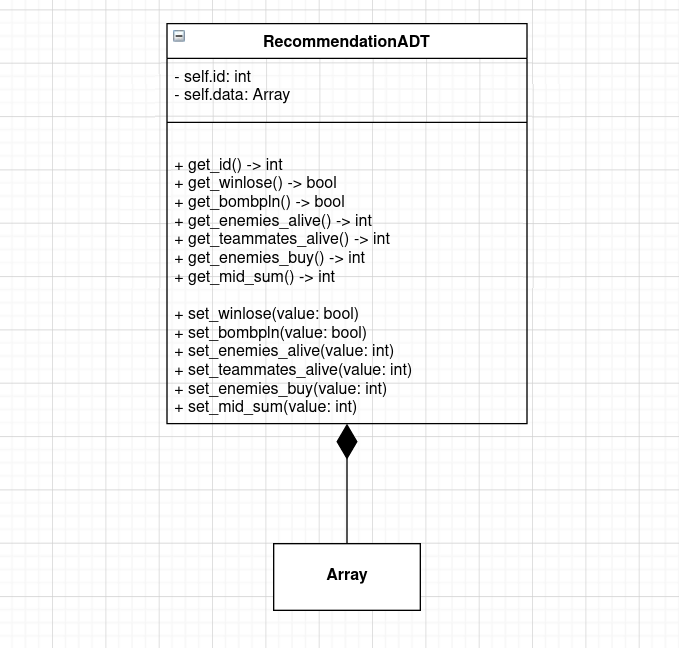 RecommendationADT
- self.id: int
- self.data: Array
+ get_id() -> int
+ get_winlose() -> bool
+ get_bombpln() -> bool
+ get_enemies_alive() -> int
+ get_teammates_alive() -> int
+ get_enemies_buy() -> int
+ get_mid_sum() -> int
+ set_winlose(value: bool)
+ set_bombpln(value: bool)
+ set_enemies_alive(value: int)
+ set_teammates_alive(value: int)
+ set_enemies_buy(value: int)
+ set_mid_sum(value: int)
Array